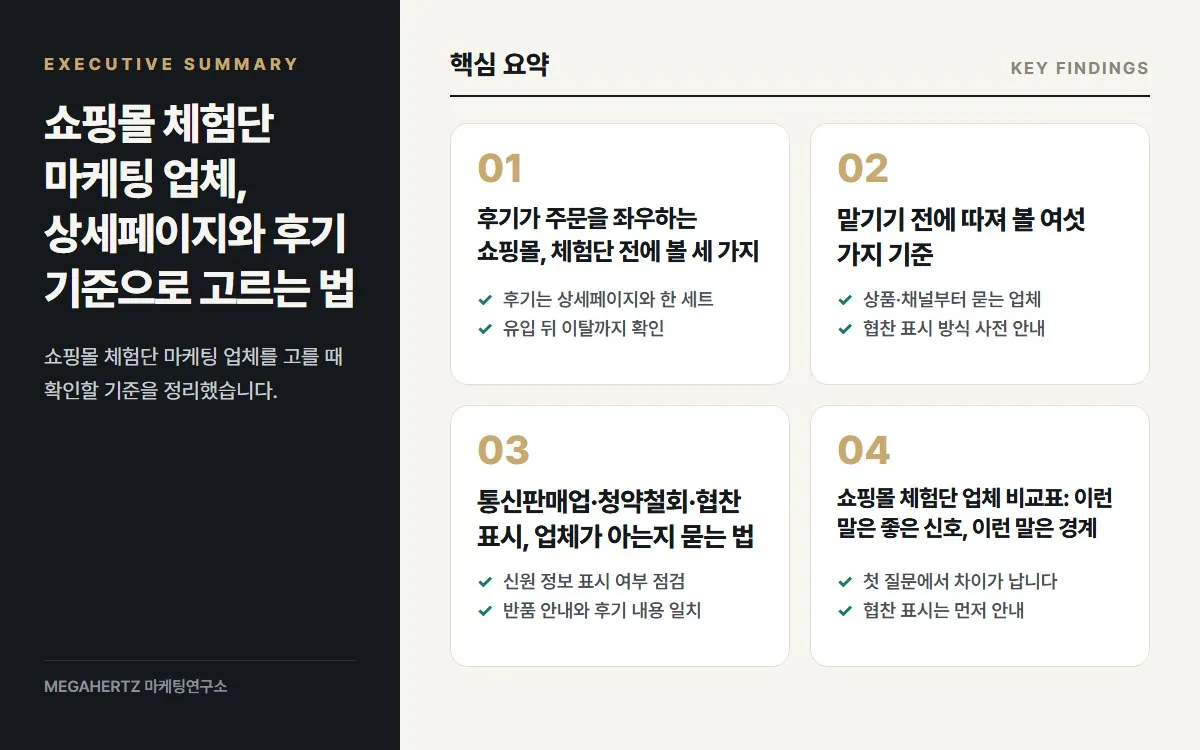 EXECUTIVE SUMMARY
쇼핑몰 체험단
마케팅 업체,
상세페이지와 후기
기준으로 고르는 법
쇼핑몰 체험단 마케팅 업체를 고를 때
확인할 기준을 정리했습니다.
MEGAHERTZ 마케팅연구소
핵심 요약
KEY FINDINGS
01
후기가 주문을 좌우하는
쇼핑몰, 체험단 전에 볼 세 가지
후기는 상세페이지와 한 세트
유입 뒤 이탈까지 확인
02
맡기기 전에 따져 볼 여섯
가지 기준
상품·채널부터 묻는 업체
협찬 표시 방식 사전 안내
03
통신판매업·청약철회·협찬
표시, 업체가 아는지 묻는 법
신원 정보 표시 여부 점검
반품 안내와 후기 내용 일치
04
쇼핑몰 체험단 업체 비교표: 이런
말은 좋은 신호, 이런 말은 경계
첫 질문에서 차이가 납니다
협찬 표시는 먼저 안내